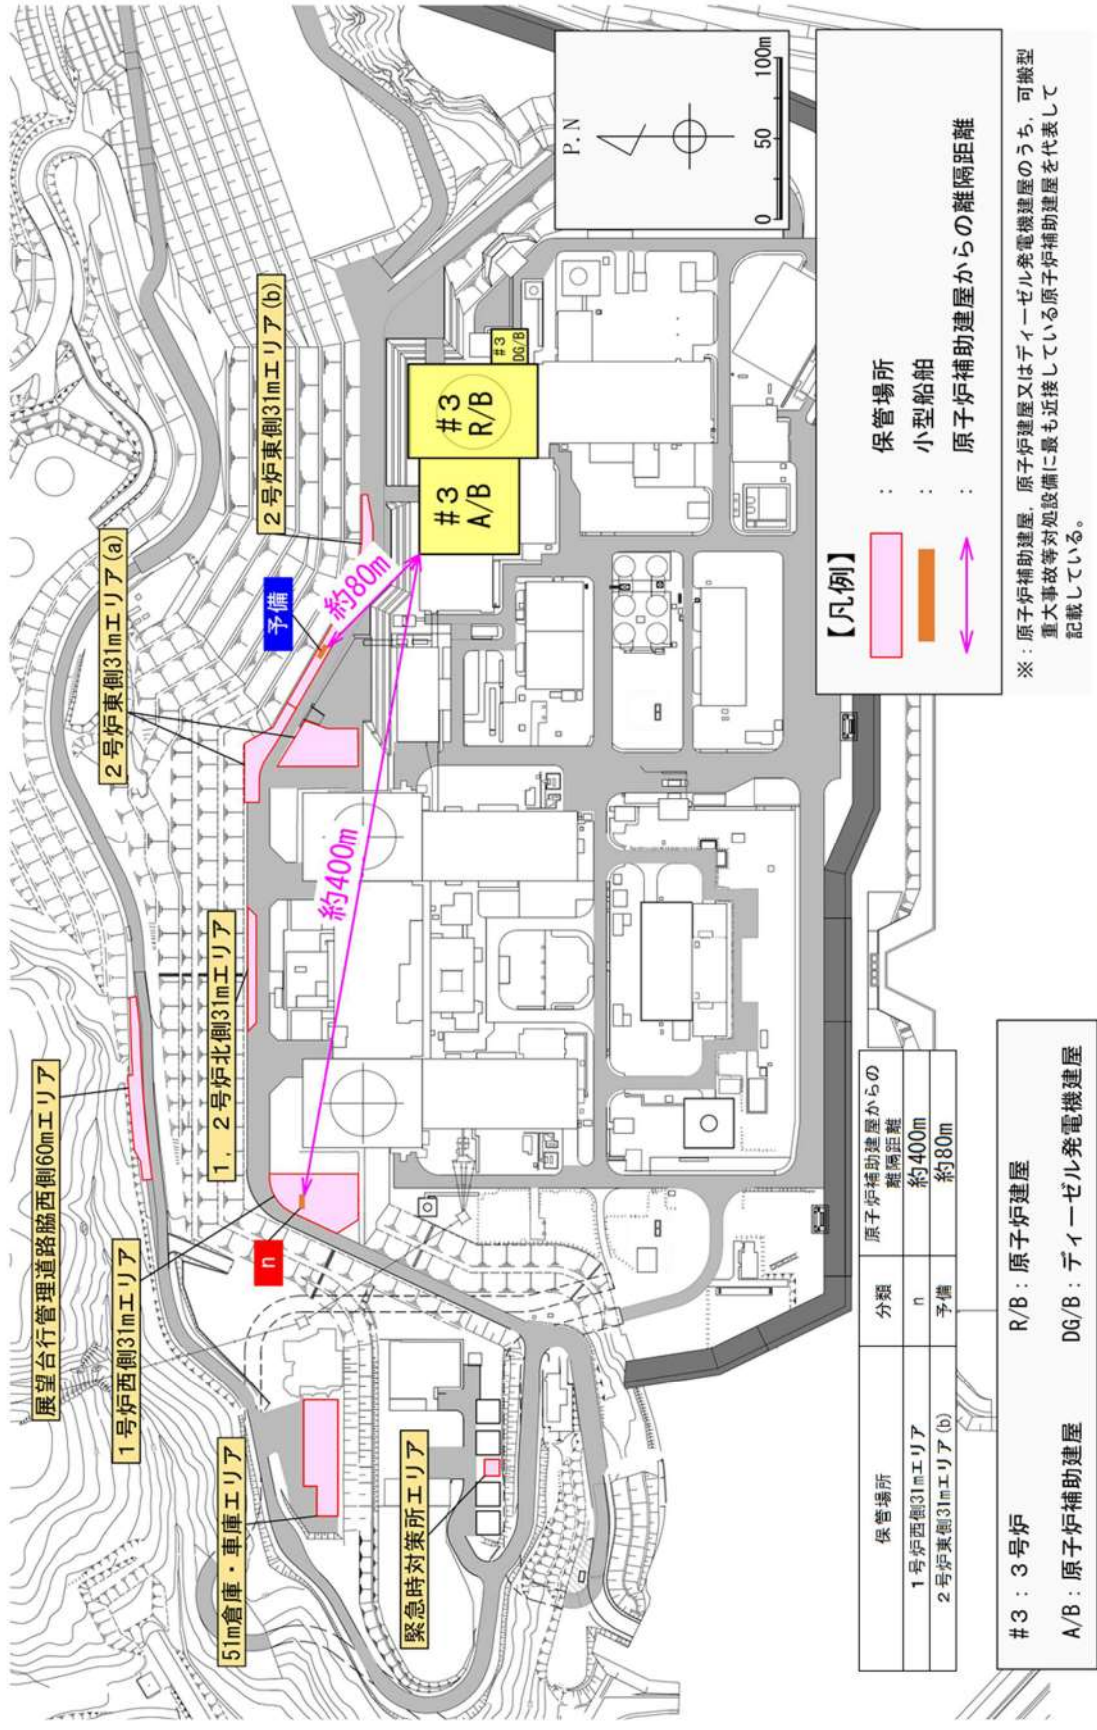 展望台行管理道路脇西側60mエリア
1号炉西側31mエリア
51m倉庫・車庫エリア
緊急時対策所エリア
1,2号炉北側31mエリア
2号炉東側31mエリア(a)
2号炉東側31mエリア(b)
n
予備
約400m
約80m
#3
A/B
#3
R/B
#3
DG/B
P.N
0 50 100m
【凡例】
: 保管場所
: 小型船舶
: 原子炉補助建屋からの離隔距離
※:原子炉補助建屋,原子炉建屋又はディーゼル発電機建屋のうち,可搬型
重大事故等対処設備に最も近接している原子炉補助建屋を代表して
記載している。
保管場所 分類 原子炉補助建屋からの
離隔距離
1号炉西側31mエリア n 約400m
2号炉東側31mエリア(b) 予備 約80m
#3:3号炉 R/B:原子炉建屋
A/B:原子炉補助建屋 DG/B:ディーゼル発電機建屋